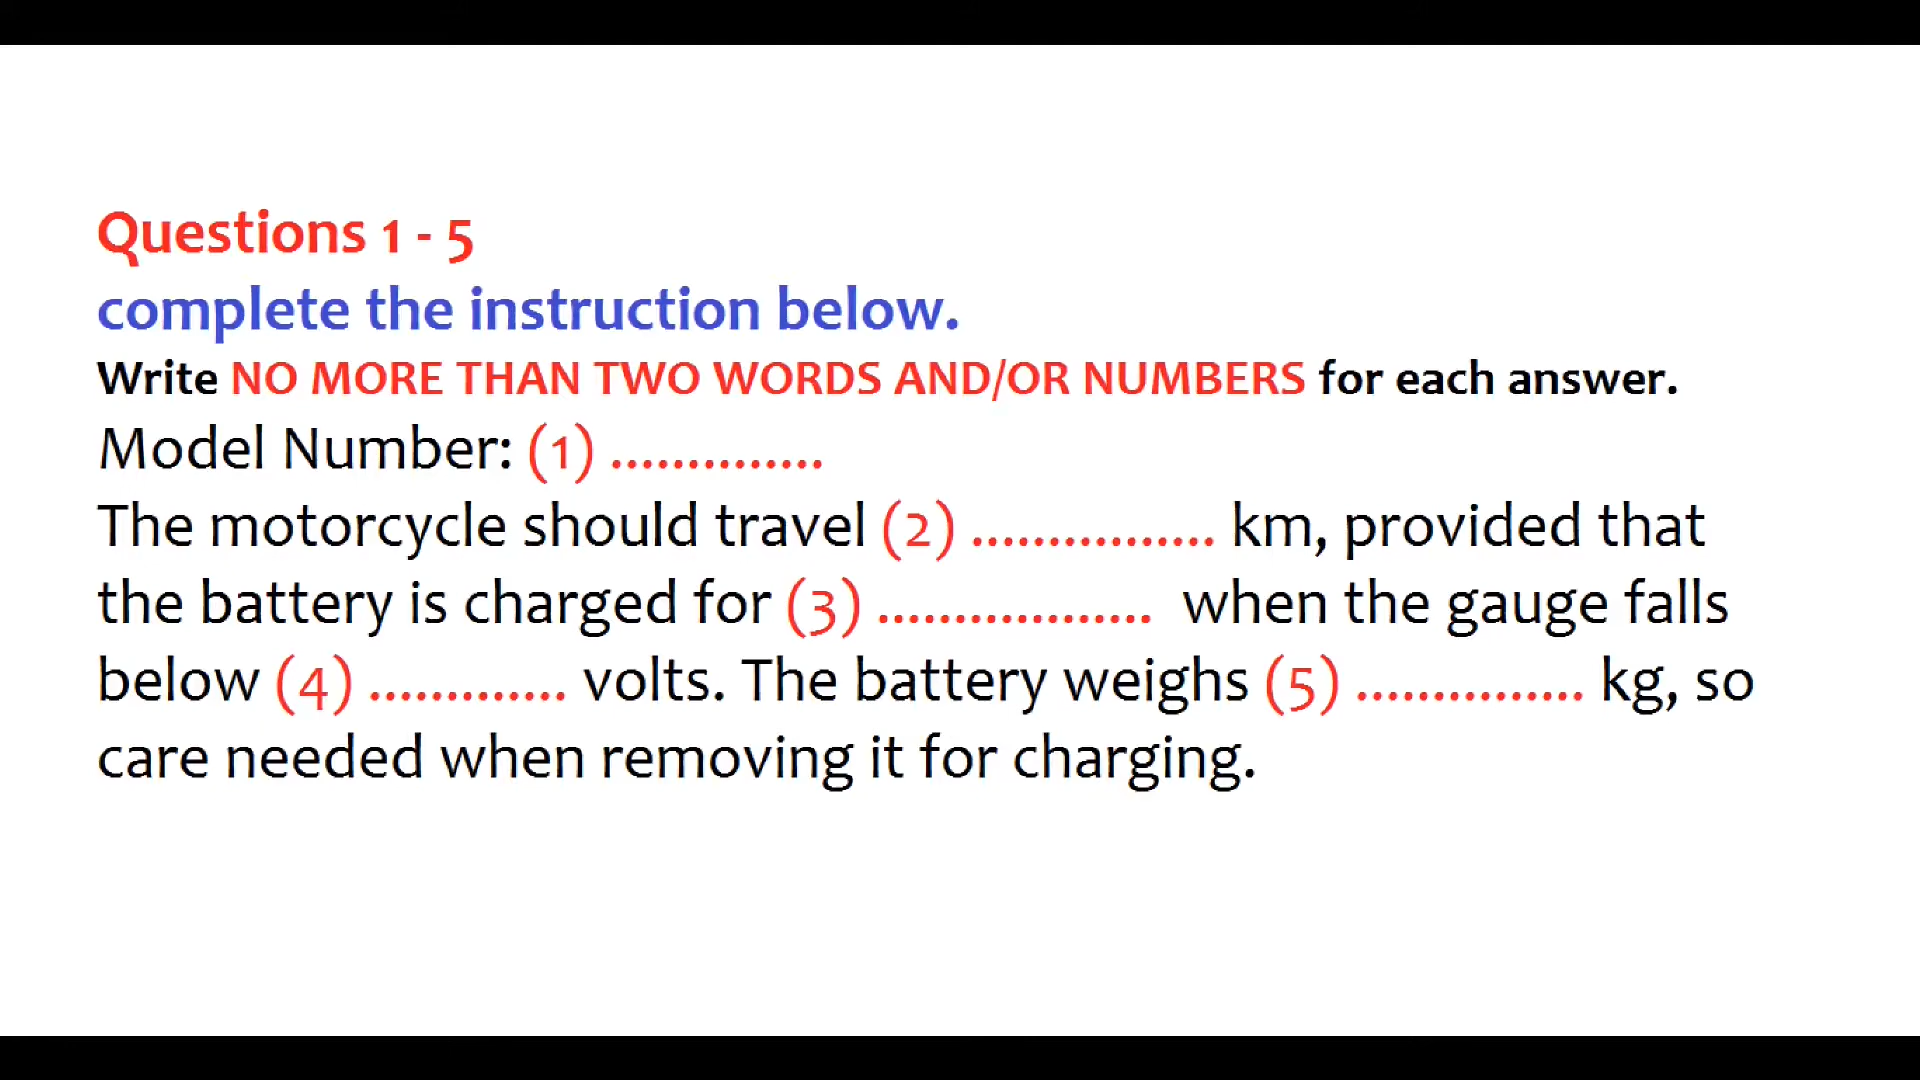 Questions 1 - 5
complete the instruction below.
Write NO MORE THAN TWO WORDS AND/OR NUMBERS for each answer.
Model Number: (1) ..............
The motorcycle should travel (2) ................ km, provided that
the battery is charged for (3) .................. when the gauge falls
below (4) ............. volts. The battery weighs (5) ............... kg, so
care needed when removing it for charging.